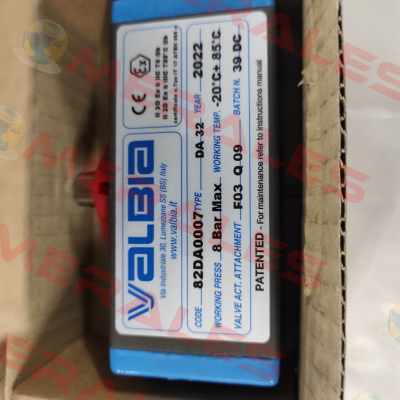 VALBIA
Via Industriale 30, Lumezzane SS (BS) Italy
www.valbia.it
CE Ex
CODE 82DA0007 TYPE DA 32 YEAR 2022
WORKING PRESS 8 Bar Max WORKING TEMP. -20°C+ 85°C
VALVE ACT. ATTACHMENT F03 Q 09 BATCH N. 39 DC
PATENTED - For maintenance refer to instructions manual
MERALES